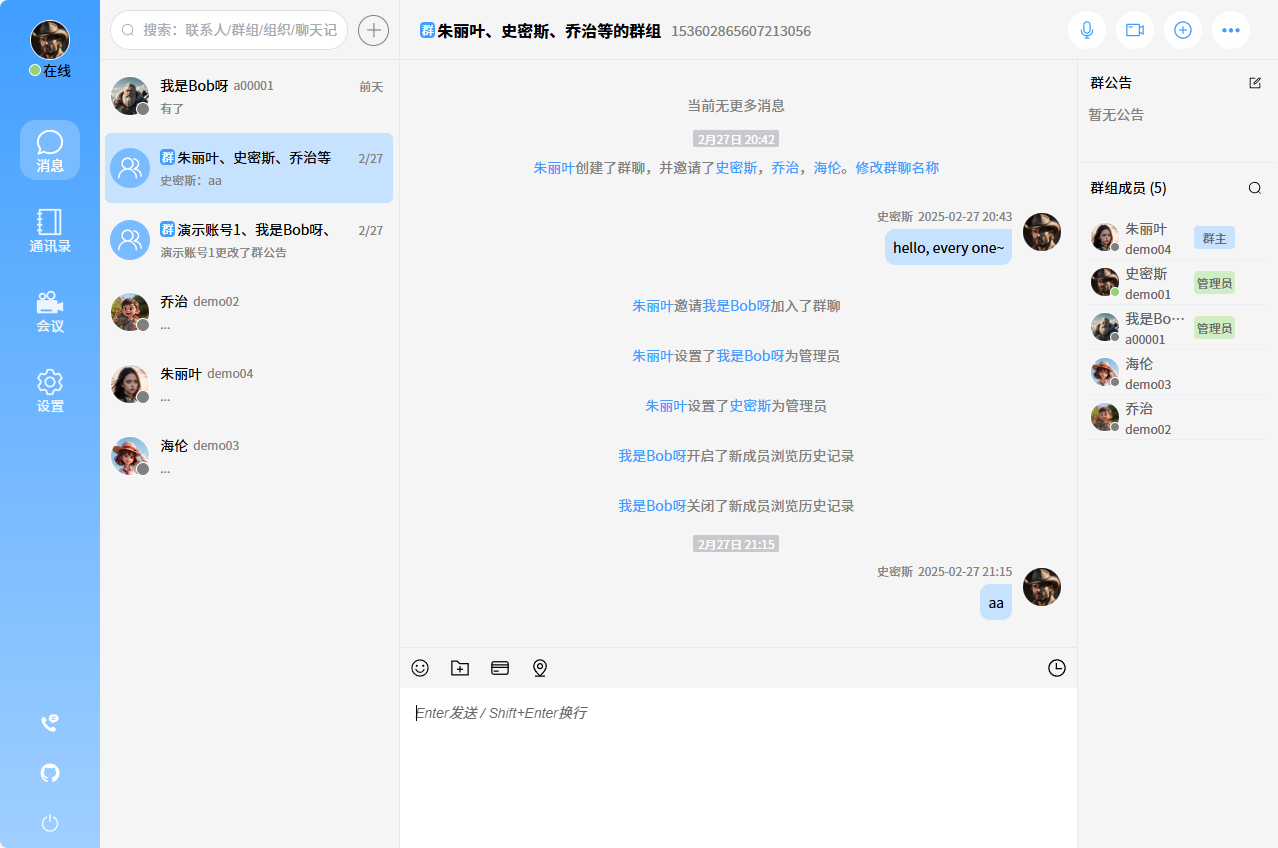 在线
消息
通讯录
会议
设置
搜索：联系人/群组/组织/聊天记
我是Bob呀 a00001 前天
有了
群 朱丽叶、史密斯、乔治等 2/27
史密斯：aa
群 演示账号1、我是Bob呀、 2/27
演示账号1更改了群公告
乔治 demo02
...
朱丽叶 demo04
...
海伦 demo03
...
群 朱丽叶、史密斯、乔治等的群组 153602865607213056
当前无更多消息
2月27日 20:42
朱丽叶创建了群聊，并邀请了史密斯，乔治，海伦。修改群聊名称
史密斯 2025-02-27 20:43
hello, every one~
朱丽叶邀请我是Bob呀加入了群聊
朱丽叶设置了我是Bob呀为管理员
朱丽叶设置了史密斯为管理员
我是Bob呀开启了新成员浏览历史记录
我是Bob呀关闭了新成员浏览历史记录
2月27日 21:15
史密斯 2025-02-27 21:15
aa
Enter发送 / Shift+Enter换行
群公告
暂无公告
群组成员 (5)
朱丽叶 群主
demo04
史密斯 管理员
demo01
我是Bo… 管理员
a00001
海伦
demo03
乔治
demo02